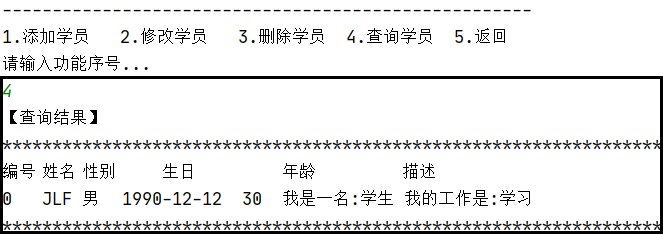 -----------------------------------------------------
1.添加学员   2.修改学员   3.删除学员  4.查询学员  5.返回
请输入功能序号...
4
【查询结果】
******************************************************************
编号 姓名 性别     生日         年龄         描述
0   JLF 男  1990-12-12  30  我是一名:学生 我的工作是:学习
******************************************************************